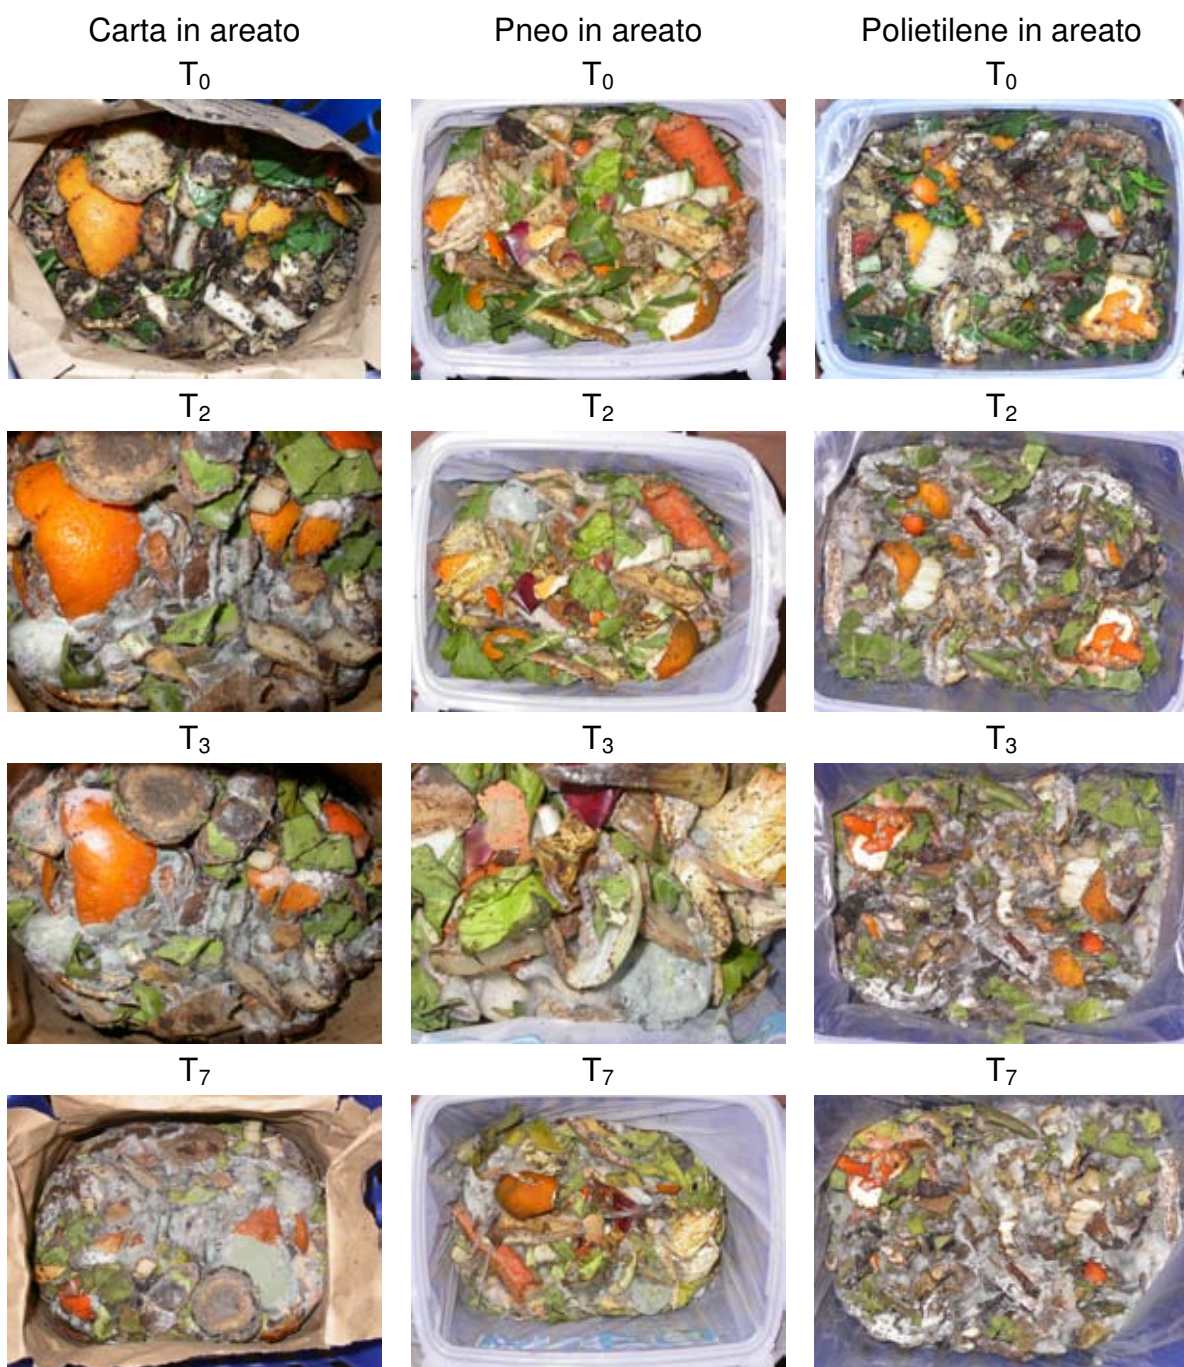 Carta in areato Pneo in areato Polietilene in areato
T₀ T₀ T₀
T₂ T₂ T₂
T₃ T₃ T₃
T₇ T₇ T₇